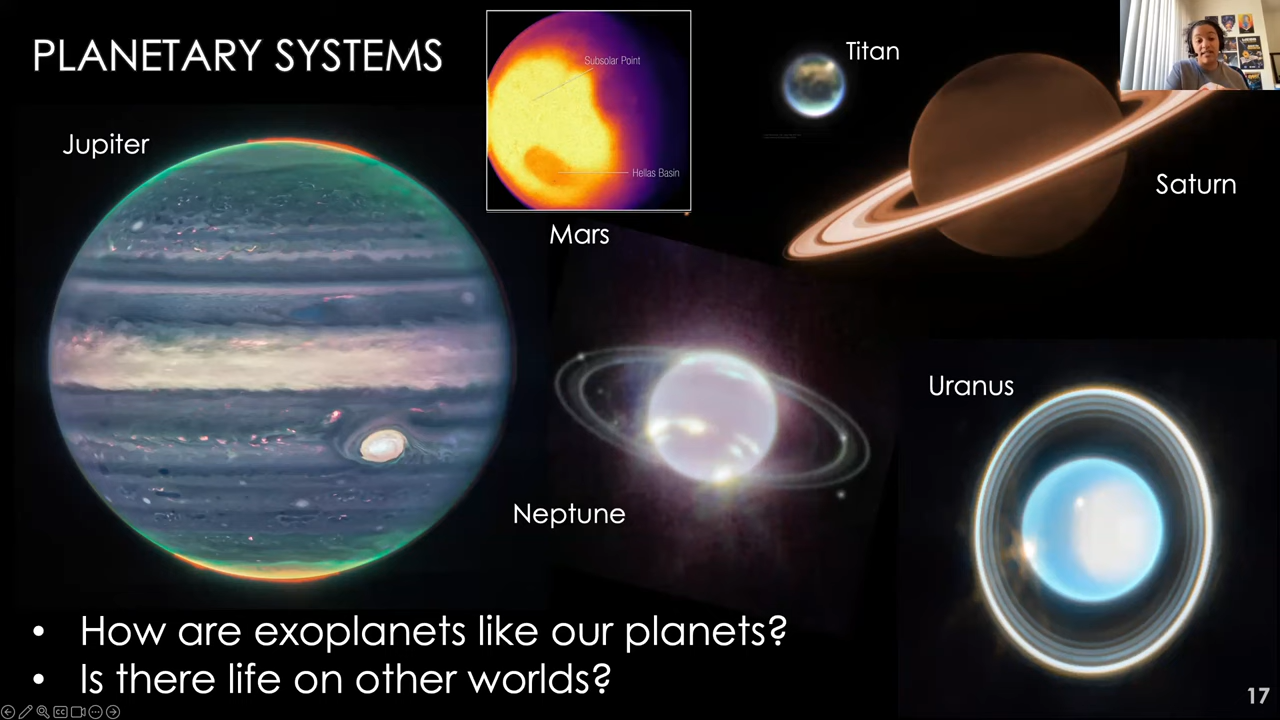 PLANETARY SYSTEMS
Jupiter
Subsolar Point
Hellas Basin
Mars
Titan
Saturn
Neptune
Uranus
• How are exoplanets like our planets?
• Is there life on other worlds?
17